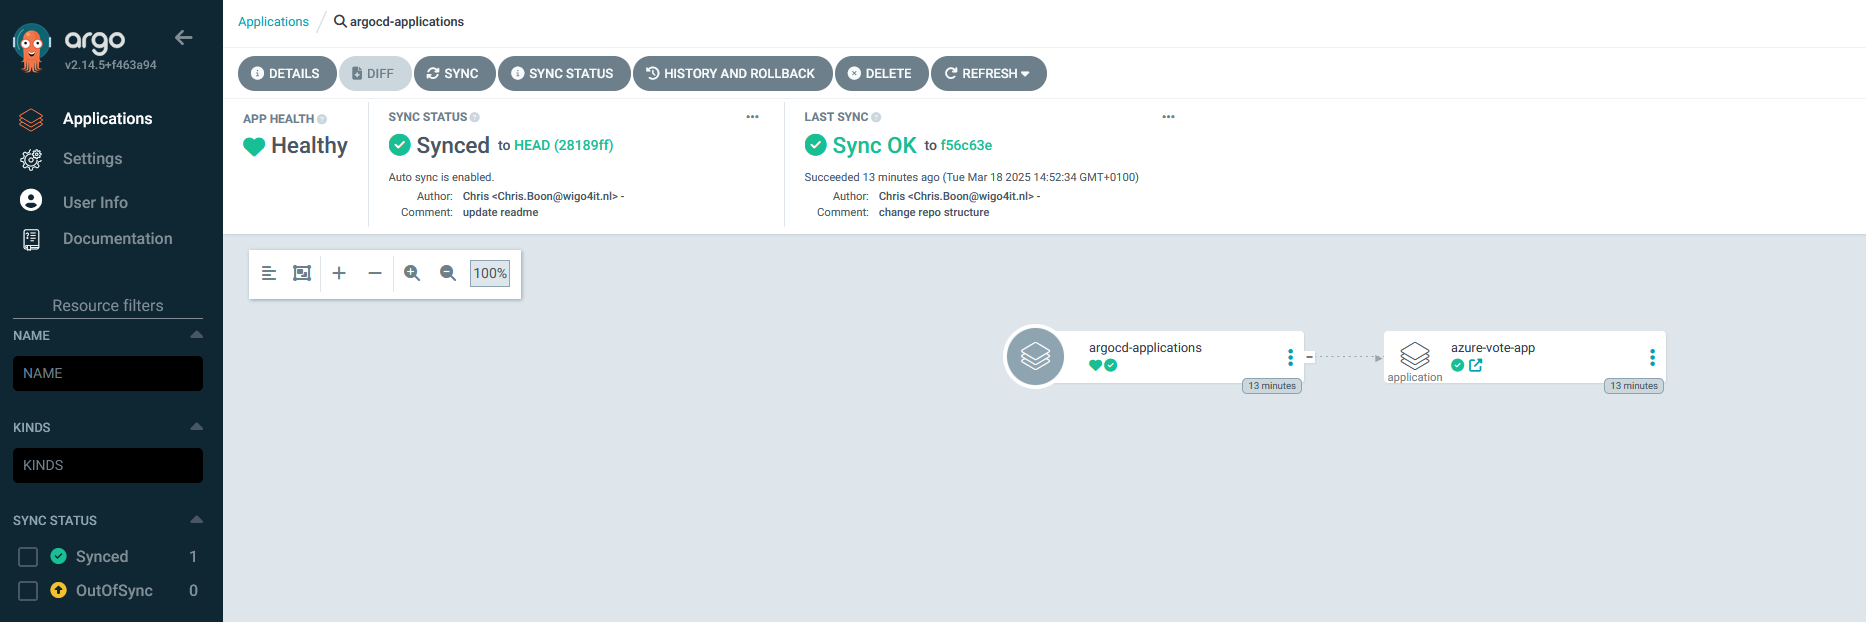 argo
v2.14.5+f463a94
Applications
Settings
User Info
Documentation
Resource filters
NAME
NAME
KINDS
KINDS
SYNC STATUS
Synced 1
OutOfSync 0
Applications / argocd-applications
DETAILS DIFF SYNC SYNC STATUS HISTORY AND ROLLBACK DELETE REFRESH
APP HEALTH
Healthy
SYNC STATUS
Synced to HEAD (28189ff)
Auto sync is enabled.
Author: Chris <Chris.Boon@wigo4it.nl> -
Comment: update readme
LAST SYNC
Sync OK to f56c63e
Succeeded 13 minutes ago (Tue Mar 18 2025 14:52:34 GMT+0100)
Author: Chris <Chris.Boon@wigo4it.nl> -
Comment: change repo structure
100%
argocd-applications
13 minutes
azure-vote-app
application
13 minutes